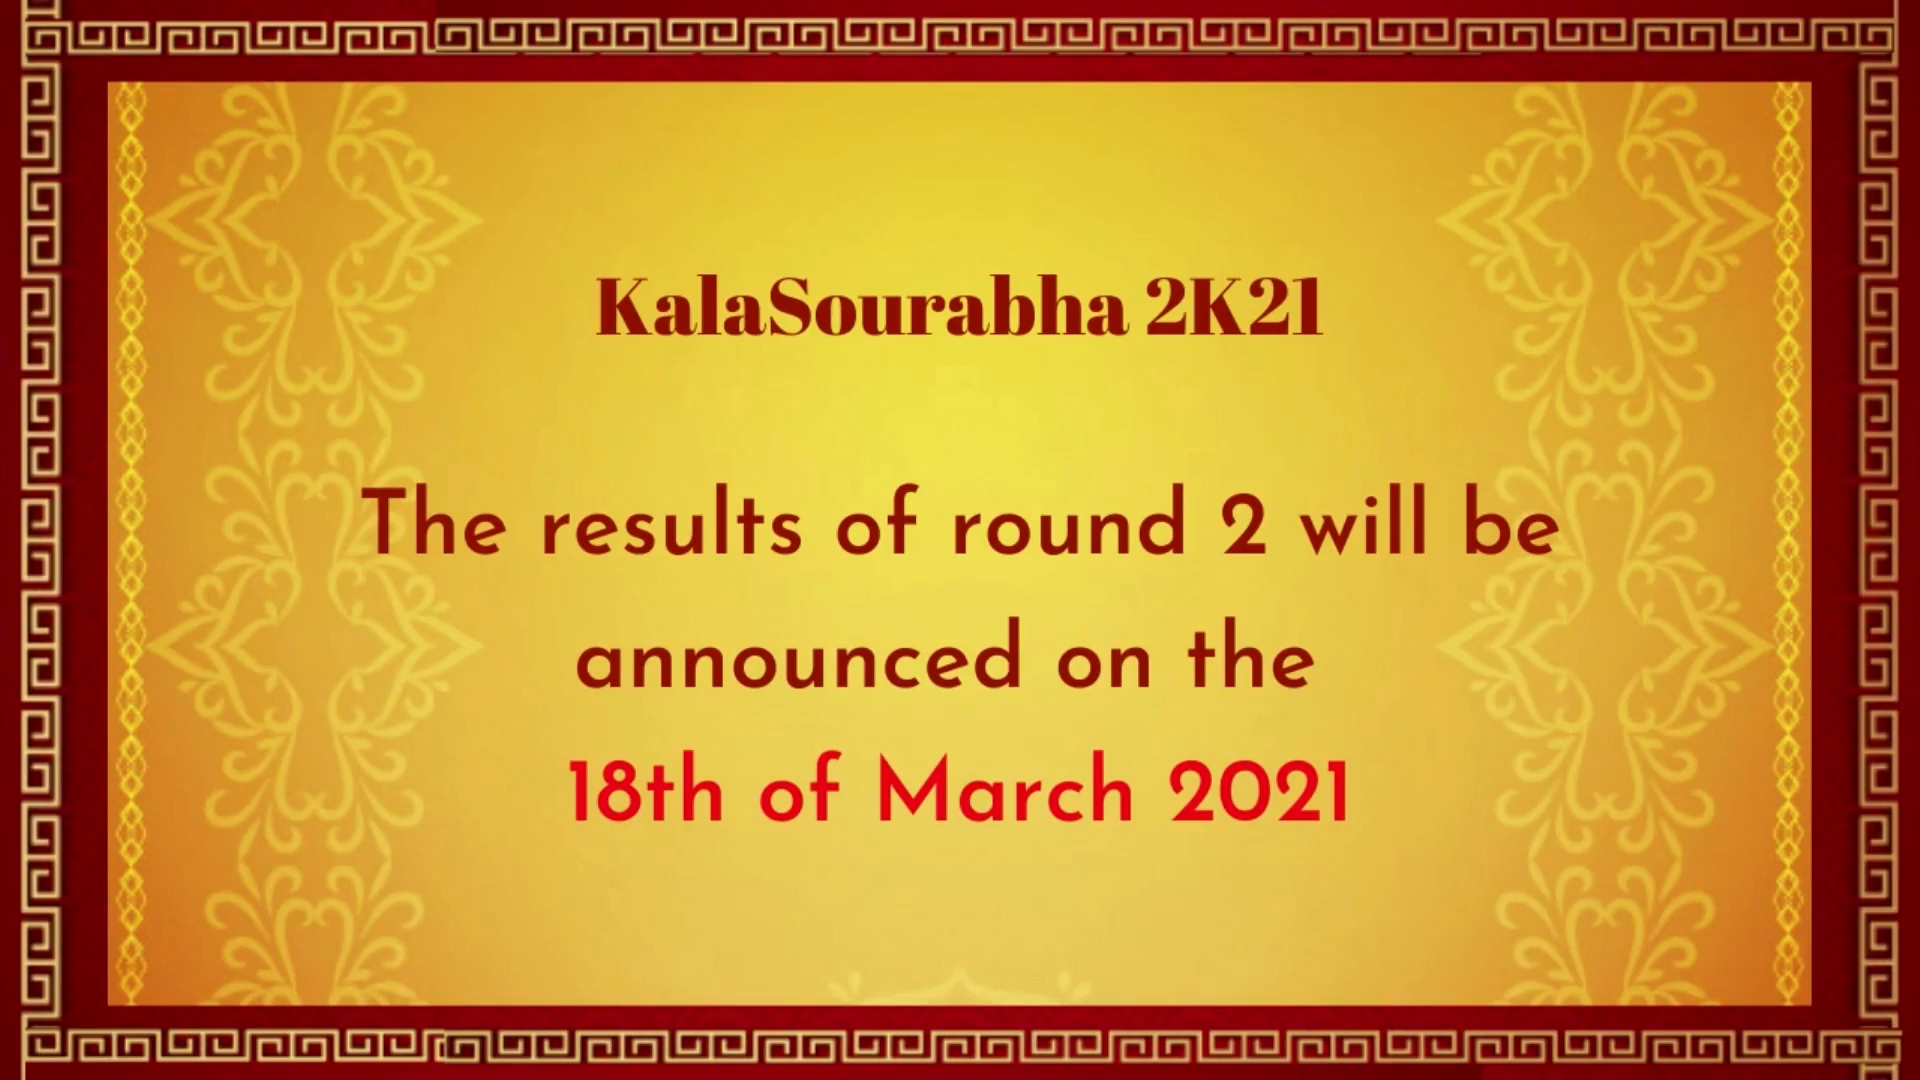 KalaSourabha 2K21
The results of round 2 will be
announced on the
18th of March 2021